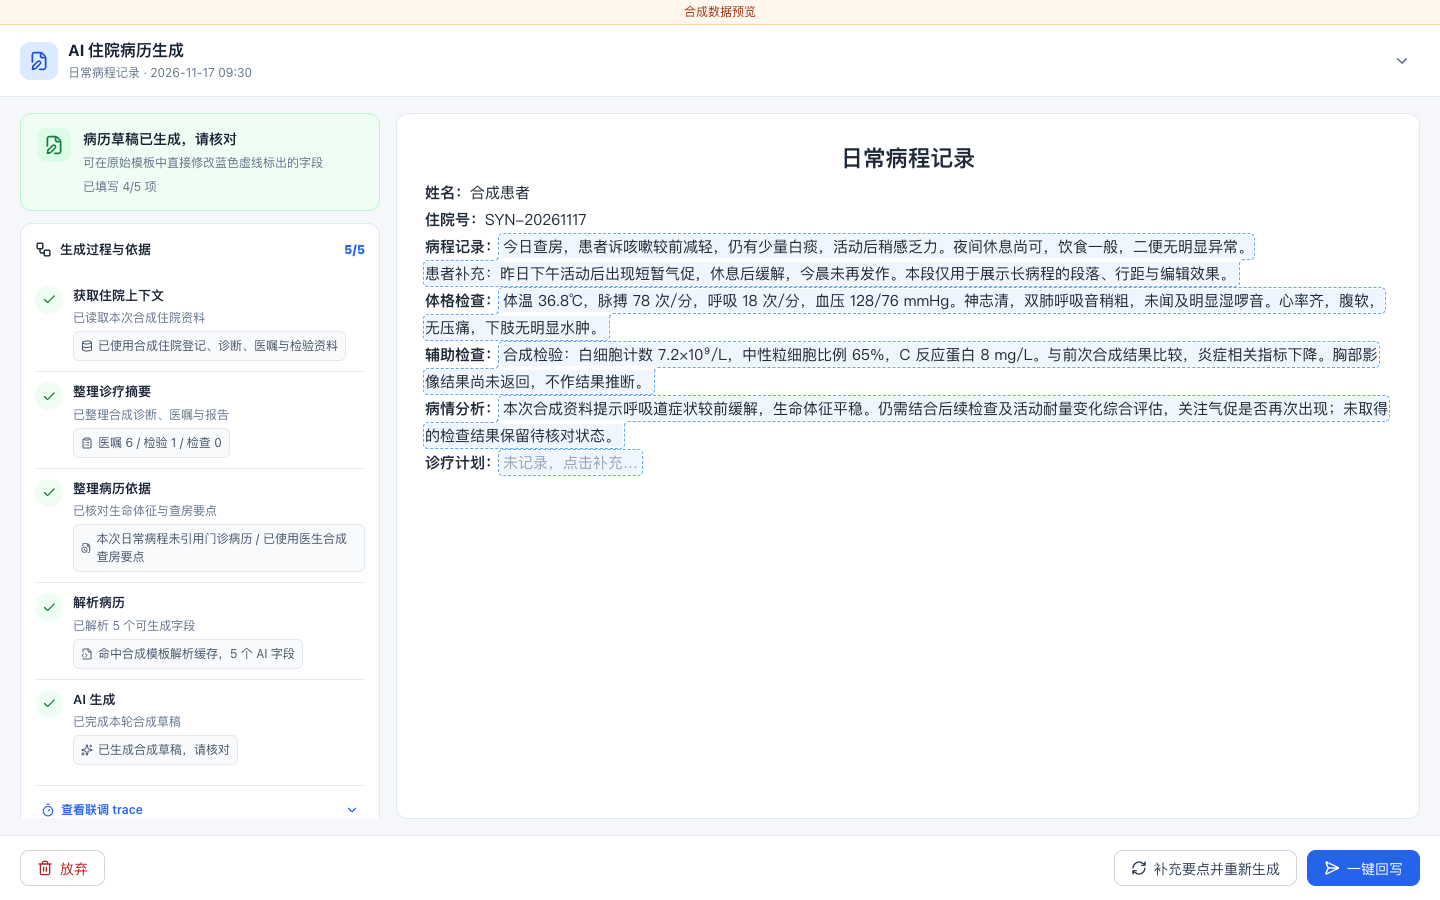 合成数据预览
AI 住院病历生成
日常病程记录 · 2026-11-17 09:30
病历草稿已生成，请核对
可在原始模板中直接修改蓝色虚线标出的字段
已填写 4/5 项
生成过程与依据 5/5
获取住院上下文
已读取本次合成住院资料
已使用合成住院登记、诊断、医嘱与检验资料
整理诊疗摘要
已整理合成诊断、医嘱与报告
医嘱 6 / 检验 1 / 检查 0
整理病历依据
已核对生命体征与查房要点
本次日常病程未引用门诊病历 / 已使用医生合成
查房要点
解析病历
已解析 5 个可生成字段
命中合成模板解析缓存，5 个 AI 字段
AI 生成
已完成本轮合成草稿
已生成合成草稿，请核对
查看联调 trace
日常病程记录
姓名：合成患者
住院号：SYN-20261117
病程记录：今日查房，患者诉咳嗽较前减轻，仍有少量白痰，活动后稍感乏力。夜间休息尚可，饮食一般，二便无明显异常。
患者补充：昨日下午活动后出现短暂气促，休息后缓解，今晨未再发作。本段仅用于展示长病程的段落、行距与编辑效果。
体格检查：体温 36.8℃，脉搏 78 次/分，呼吸 18 次/分，血压 128/76 mmHg。神志清，双肺呼吸音稍粗，未闻及明显湿啰音。心率齐，腹软，
无压痛，下肢无明显水肿。
辅助检查：合成检验：白细胞计数 7.2×10⁹/L，中性粒细胞比例 65%，C 反应蛋白 8 mg/L。与前次合成结果比较，炎症相关指标下降。胸部影
像结果尚未返回，不作结果推断。
病情分析：本次合成资料提示呼吸道症状较前缓解，生命体征平稳。仍需结合后续检查及活动耐量变化综合评估，关注气促是否再次出现；未取得
的检查结果保留待核对状态。
诊疗计划：未记录，点击补充...
放弃
补充要点并重新生成
一键回写